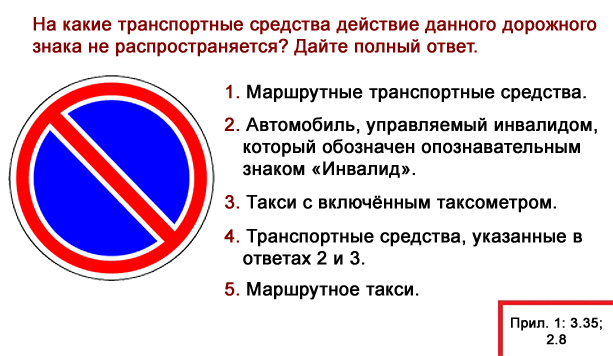 На какие транспортные средства действие данного дорожного
знака не распространяется? Дайте полный ответ.
1. Маршрутные транспортные средства.
2. Автомобиль, управляемый инвалидом,
который обозначен опознавательным
знаком «Инвалид».
3. Такси с включённым таксометром.
4. Транспортные средства, указанные в
ответах 2 и 3.
5. Маршрутное такси.
Прил. 1: 3.35;
2.8